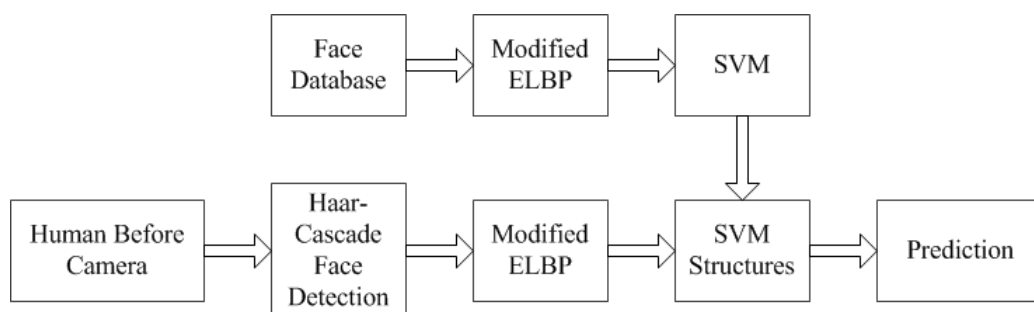 Face
Database
Modified
ELBP
SVM
Human Before
Camera
Haar-
Cascade
Face
Detection
Modified
ELBP
SVM
Structures
Prediction